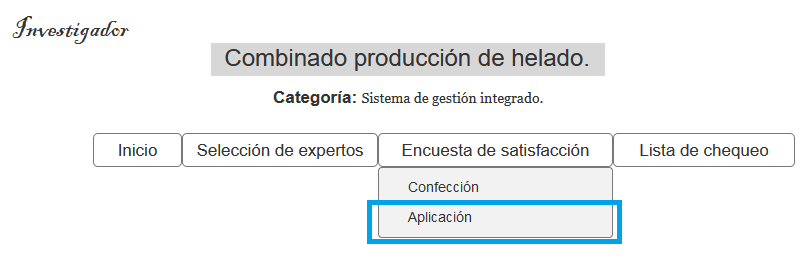 Investigador
Combinado producción de helado.
Categoría: Sistema de gestión integrado.
Inicio Selección de expertos Encuesta de satisfacción Lista de chequeo
Confección
Aplicación